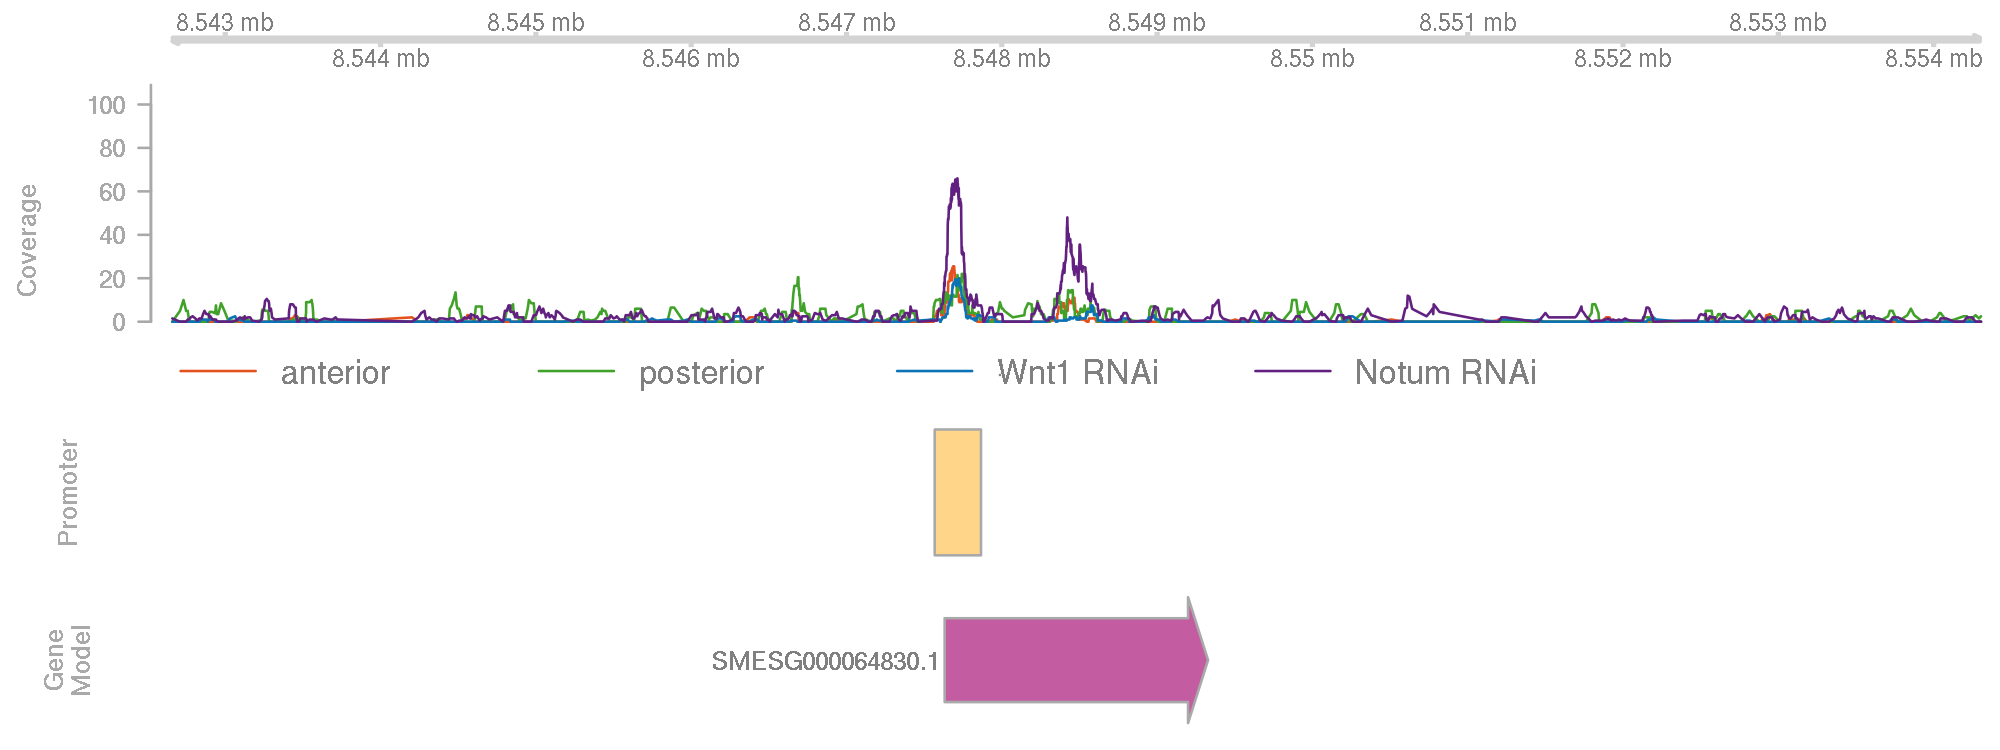 8.543 mb 8.545 mb 8.547 mb 8.549 mb 8.551 mb 8.553 mb
8.544 mb 8.546 mb 8.548 mb 8.55 mb 8.552 mb 8.554 mb
Coverage
100
80
60
40
20
0
anterior posterior Wnt1 RNAi Notum RNAi
Promoter
Gene
Model
SMESG000064830.1